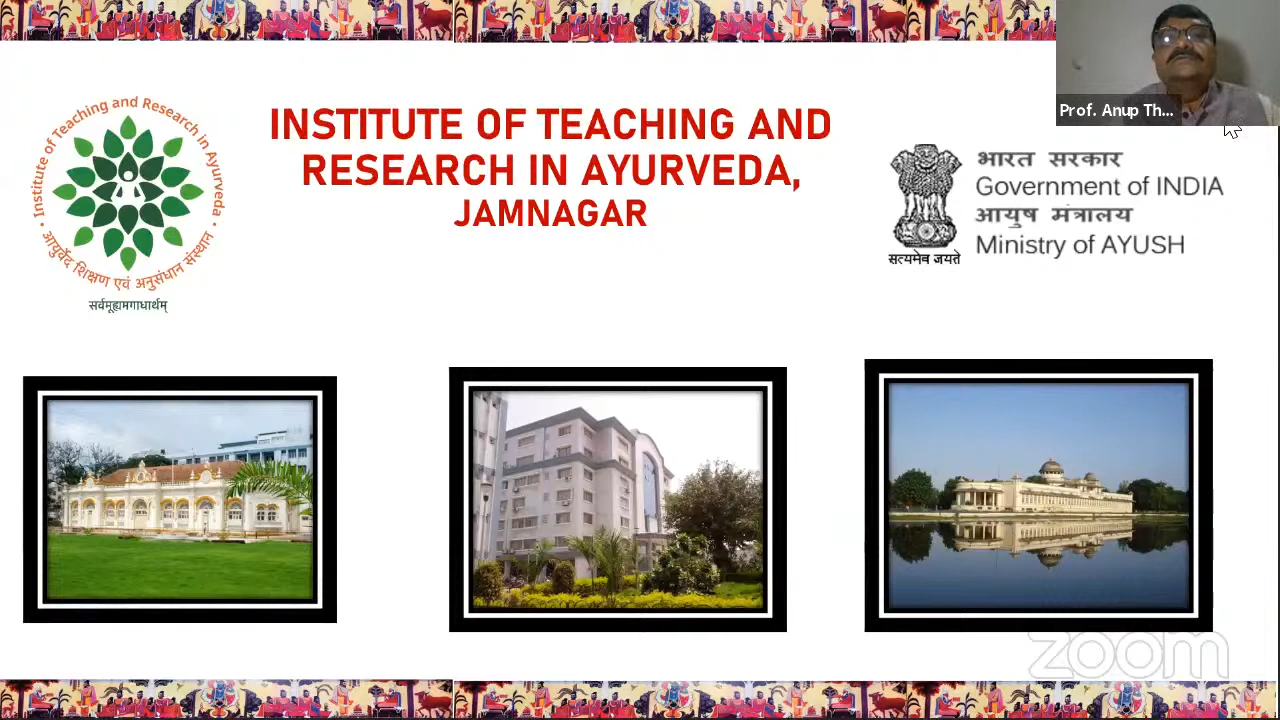 Prof. Anup Th...
Institute of Teaching and Research in Ayurveda
आयुर्वेद शिक्षण एवं अनुसंधान संस्थान
सर्वमूह्यमगाधार्थम्
INSTITUTE OF TEACHING AND
RESEARCH IN AYURVEDA,
JAMNAGAR
सत्यमेव जयते
भारत सरकार
Government of INDIA
आयुष मंत्रालय
Ministry of AYUSH
zoom